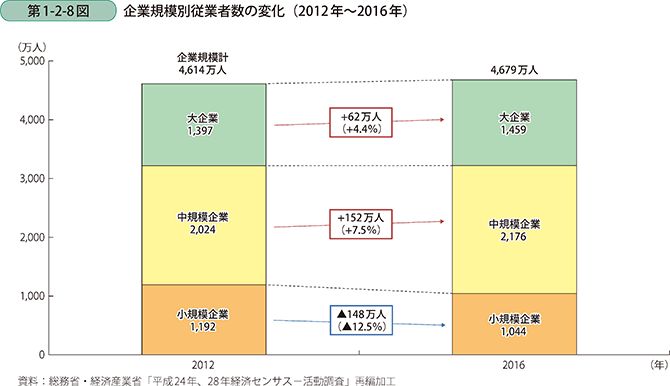 第1-2-8図 企業規模別従業者数の変化（2012年～2016年）
（万人）
5,000
4,000
3,000
2,000
1,000
0
企業規模計
4,614万人
4,679万人
大企業
1,397
+62万人
（+4.4%）
大企業
1,459
中規模企業
2,024
+152万人
（+7.5%）
中規模企業
2,176
小規模企業
1,192
▲148万人
（▲12.5%）
小規模企業
1,044
2012
2016
（年）
資料：総務省・経済産業省「平成24年、28年経済センサス－活動調査」再編加工